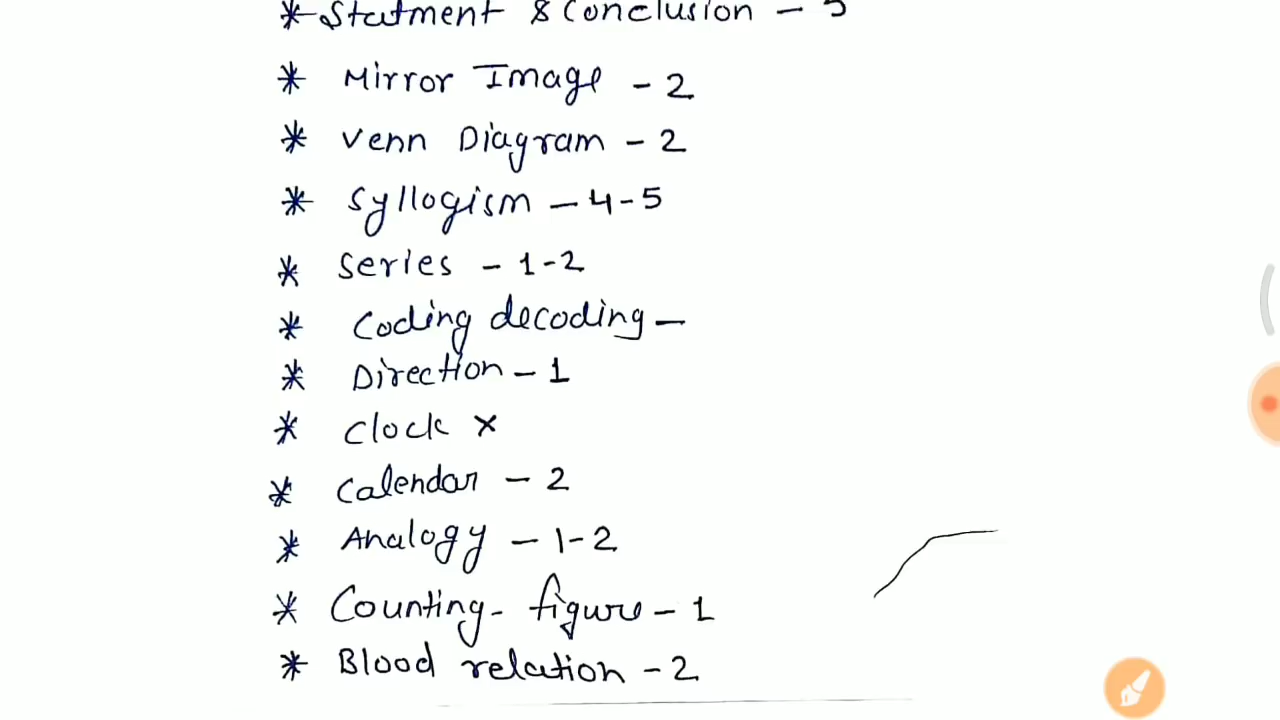 * Statment & Conclusion - 5
* Mirror Image - 2
* Venn Diagram - 2
* Syllogism - 4-5
* Series - 1-2
* Coding decoding -
* Direction - 1
* Clock ×
* Calendar - 2
* Analogy - 1-2
* Counting - figure - 1
* Blood relation - 2